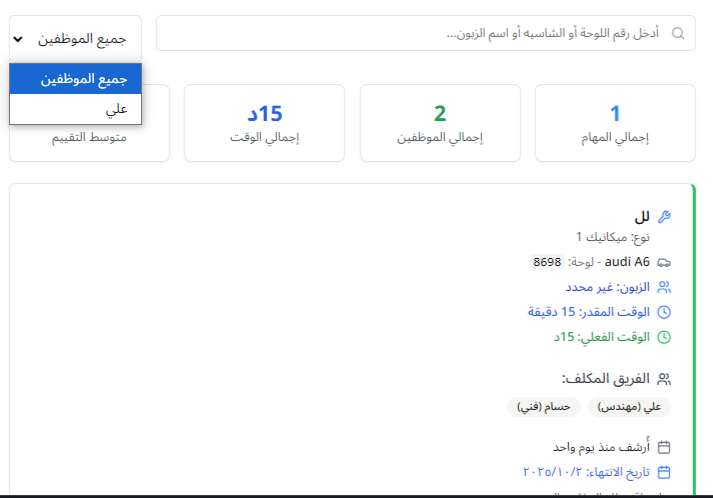 أدخل رقم اللوحة أو الشاسيه أو اسم الزبون...
جميع الموظفين
جميع الموظفين
علي
1
إجمالي المهام
2
إجمالي الموظفين
15د
إجمالي الوقت
متوسط التقييم
لل
نوع: ميكانيك 1
audi A6 - لوحة: 8698
الزبون: غير محدد
الوقت المقدر: 15 دقيقة
الوقت الفعلي: 15د
الفريق المكلف:
علي (مهندس)
حسام (فني)
أُرشف منذ يوم واحد
تاريخ الانتهاء: ٢٠٢٥/١٠/٢